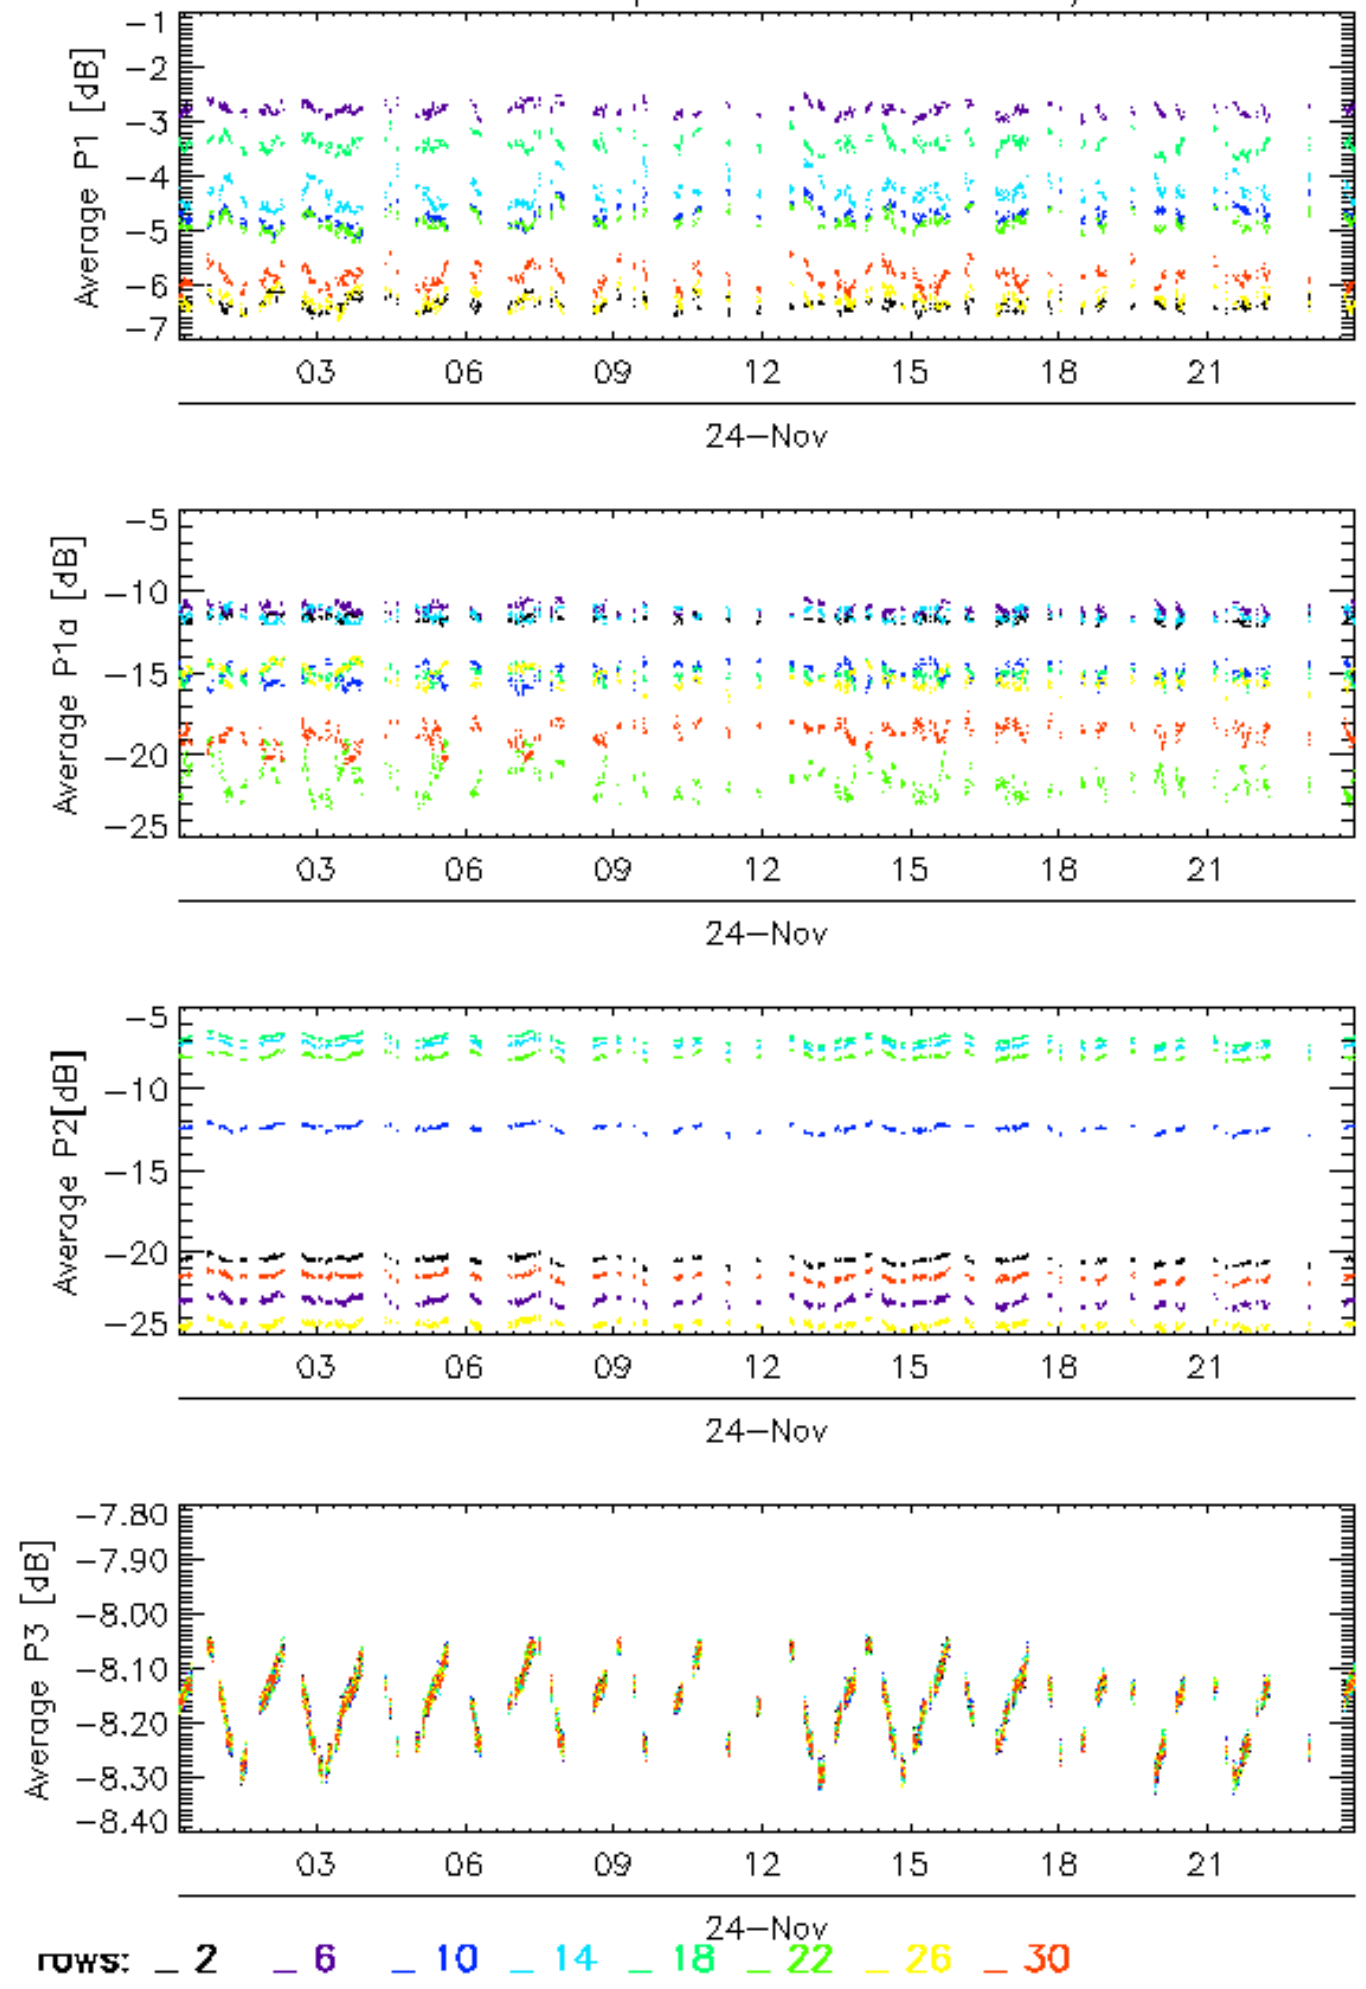 -1
-2
-3
-4
-5
-6
-7
Average P1 [dB]
03 06 09 12 15 18 21
24-Nov
-5
-10
-15
-20
-25
Average P1a [dB]
03 06 09 12 15 18 21
24-Nov
-5
-10
-15
-20
-25
Average P2[dB]
03 06 09 12 15 18 21
24-Nov
-7.80
-7.90
-8.00
-8.10
-8.20
-8.30
-8.40
Average P3 [dB]
03 06 09 12 15 18 21
24-Nov
rows: _ 2 _ 6 _ 10 _ 14 _ 18 _ 22 _ 26 _ 30